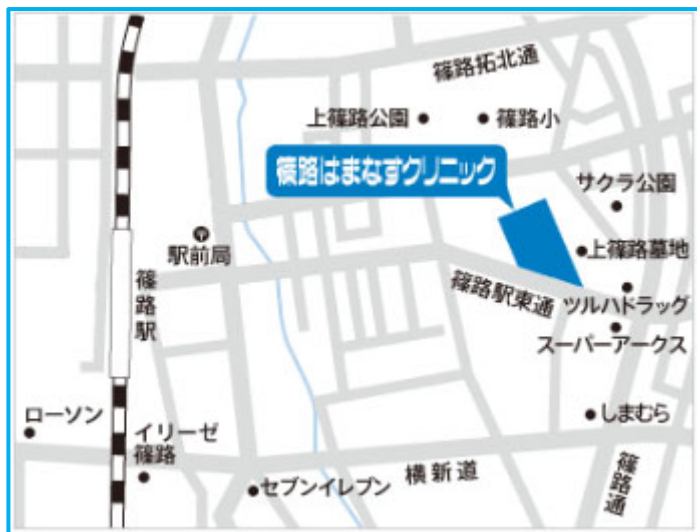 篠路拓北通
上篠路公園
篠路小
篠路はまなすクリニック
サクラ公園
駅前局
上篠路墓地
篠路駅
篠路駅東通
ツルハドラッグ
スーパーアークス
ローソン
イリーゼ
篠路
しまむら
セブンイレブン
横新道
篠路通